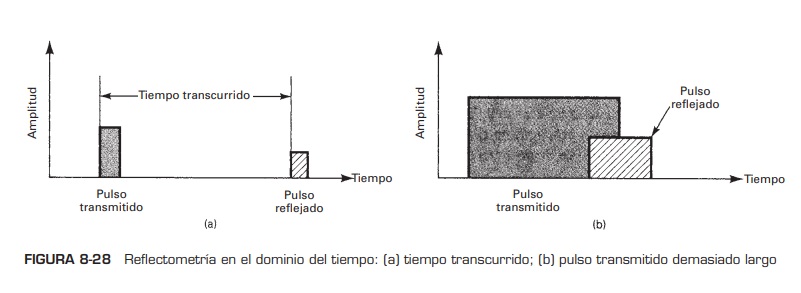 Amplitud
Tiempo transcurrido
Tiempo
Pulso
transmitido
Pulso
reflejado
(a)
Amplitud
Pulso
reflejado
Tiempo
Pulso
transmitido
(b)
FIGURA 8-28 Reflectometría en el dominio del tiempo: (a) tiempo transcurrido; (b) pulso transmitido demasiado largo